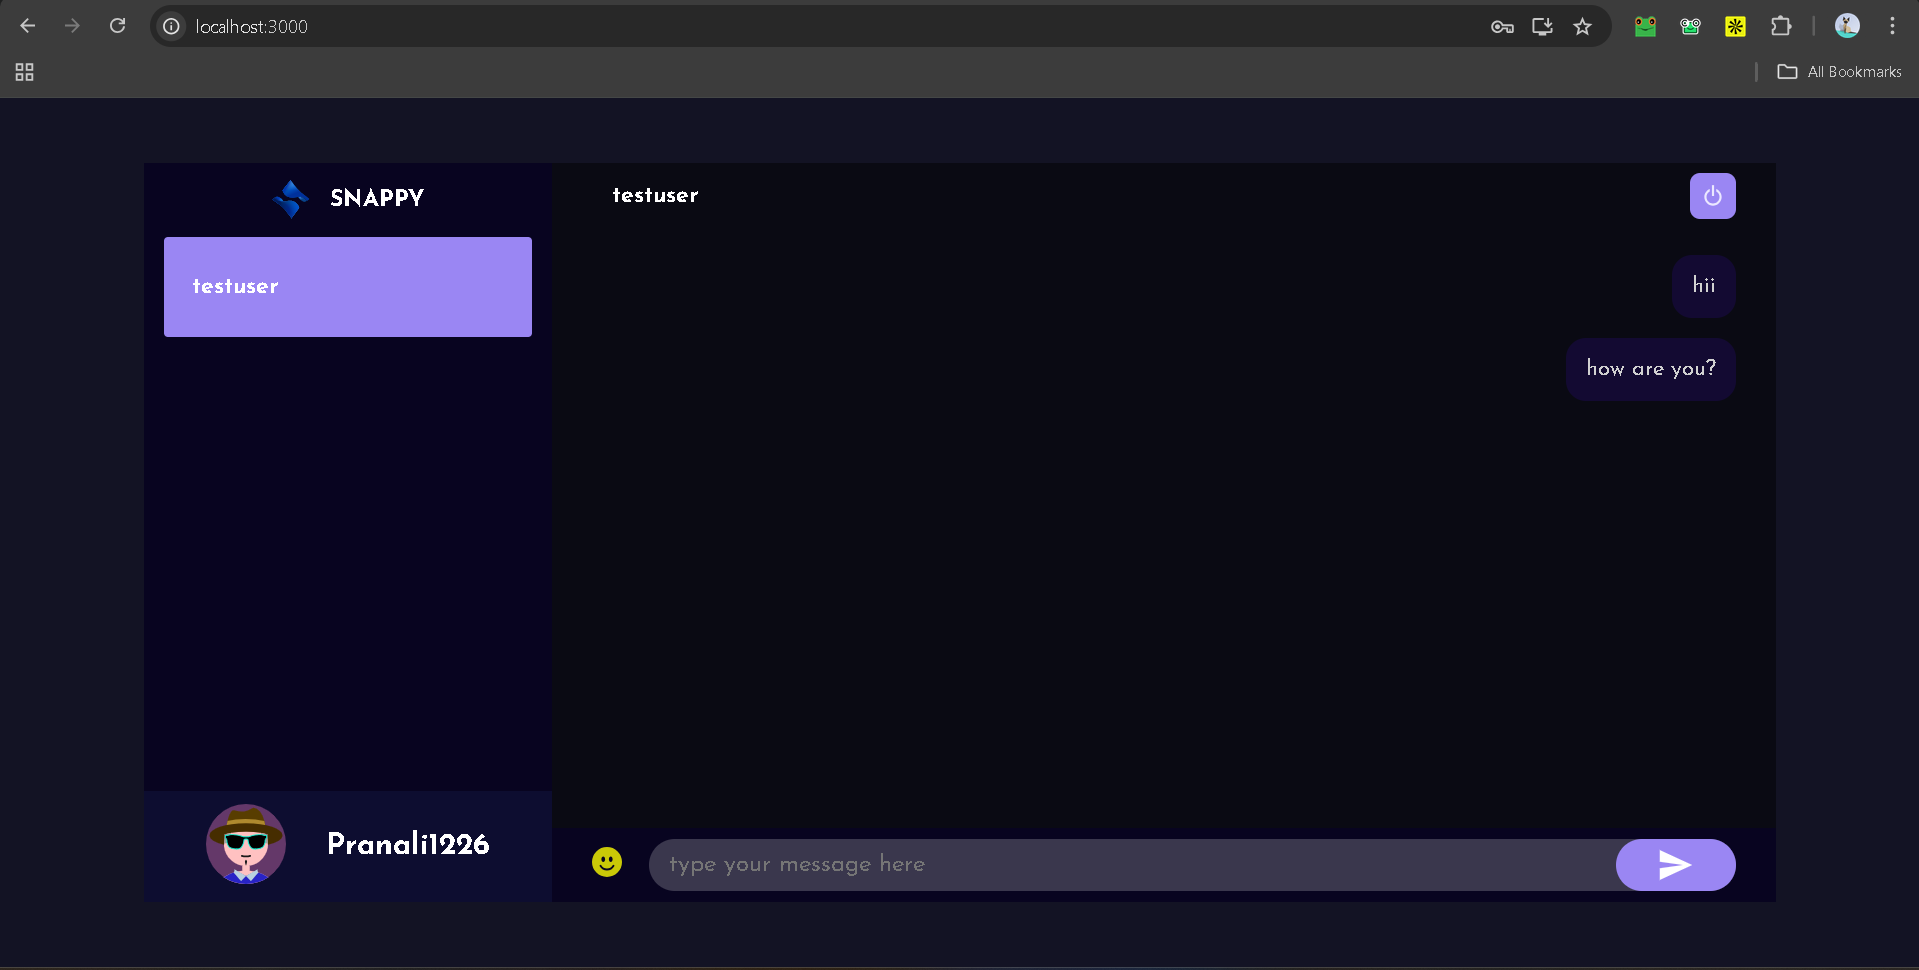 localhost:3000
All Bookmarks
SNAPPY
testuser
testuser
hii
how are you?
Pranali1226
type your message here